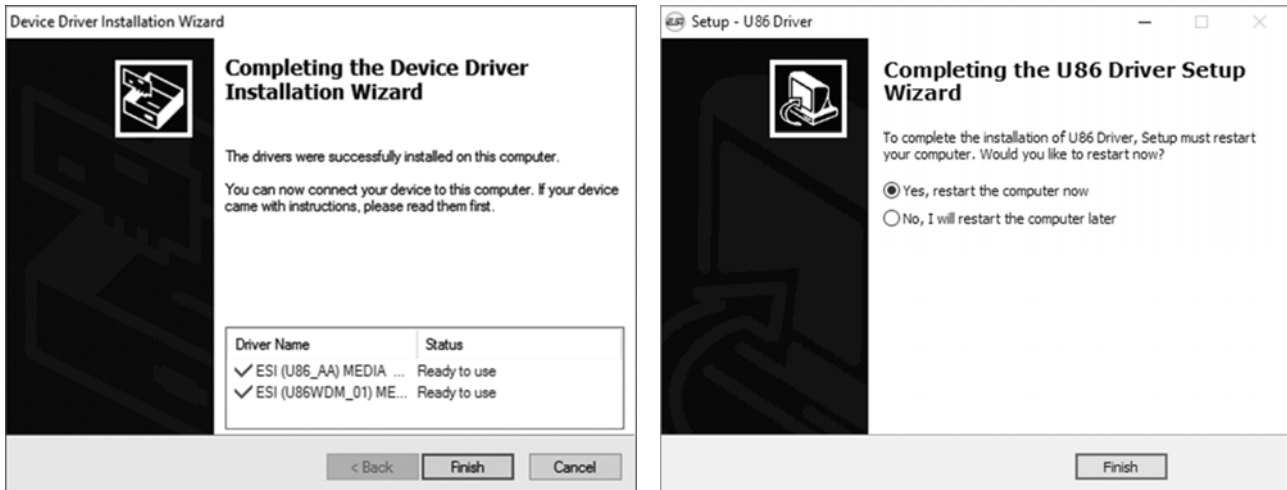 Device Driver Installation Wizard
Completing the Device Driver
Installation Wizard
The drivers were successfully installed on this computer.
You can now connect your device to this computer. If your device
came with instructions, please read them first.
Driver Name Status
ESI (U86_AA) MEDIA ... Ready to use
ESI (U86WDM_01) ME... Ready to use
< Back Finish Cancel
ESI Setup - U86 Driver
Completing the U86 Driver Setup
Wizard
To complete the installation of U86 Driver, Setup must restart
your computer. Would you like to restart now?
Yes, restart the computer now
No, I will restart the computer later
Finish